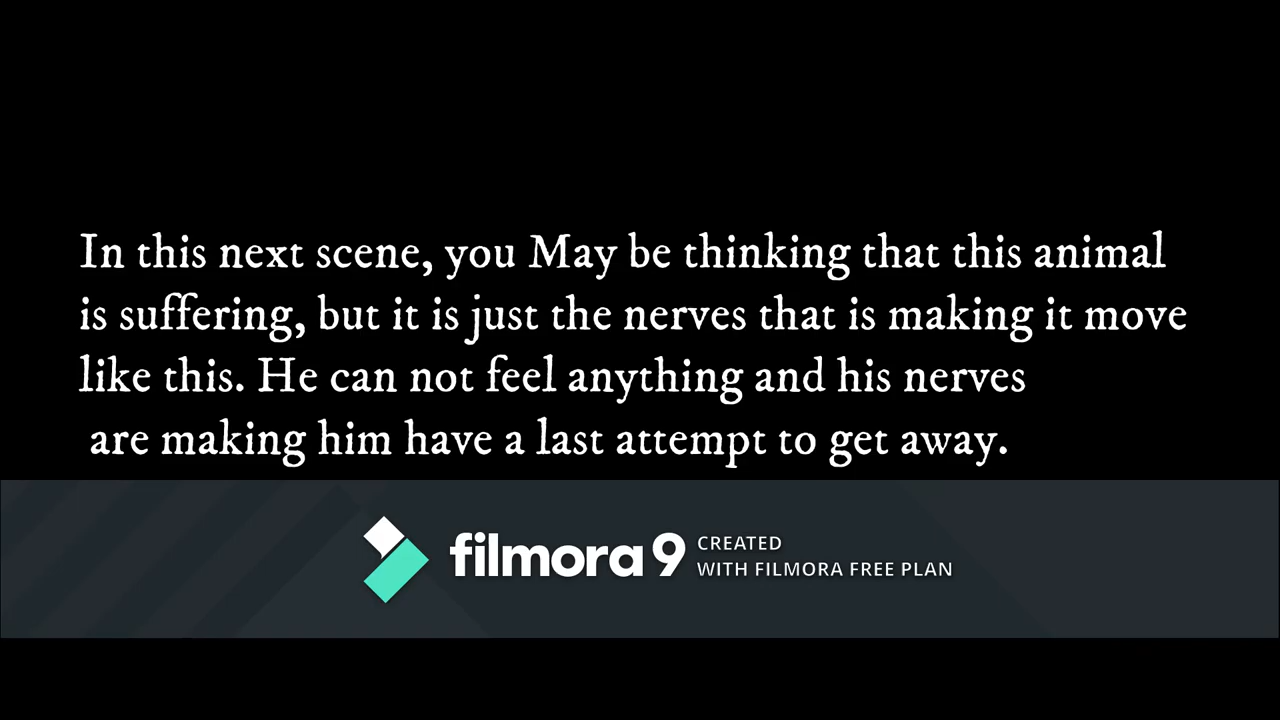 In this next scene, you May be thinking that this animal
is suffering, but it is just the nerves that is making it move
like this. He can not feel anything and his nerves
are making him have a last attempt to get away.
filmora 9
CREATED
WITH FILMORA FREE PLAN